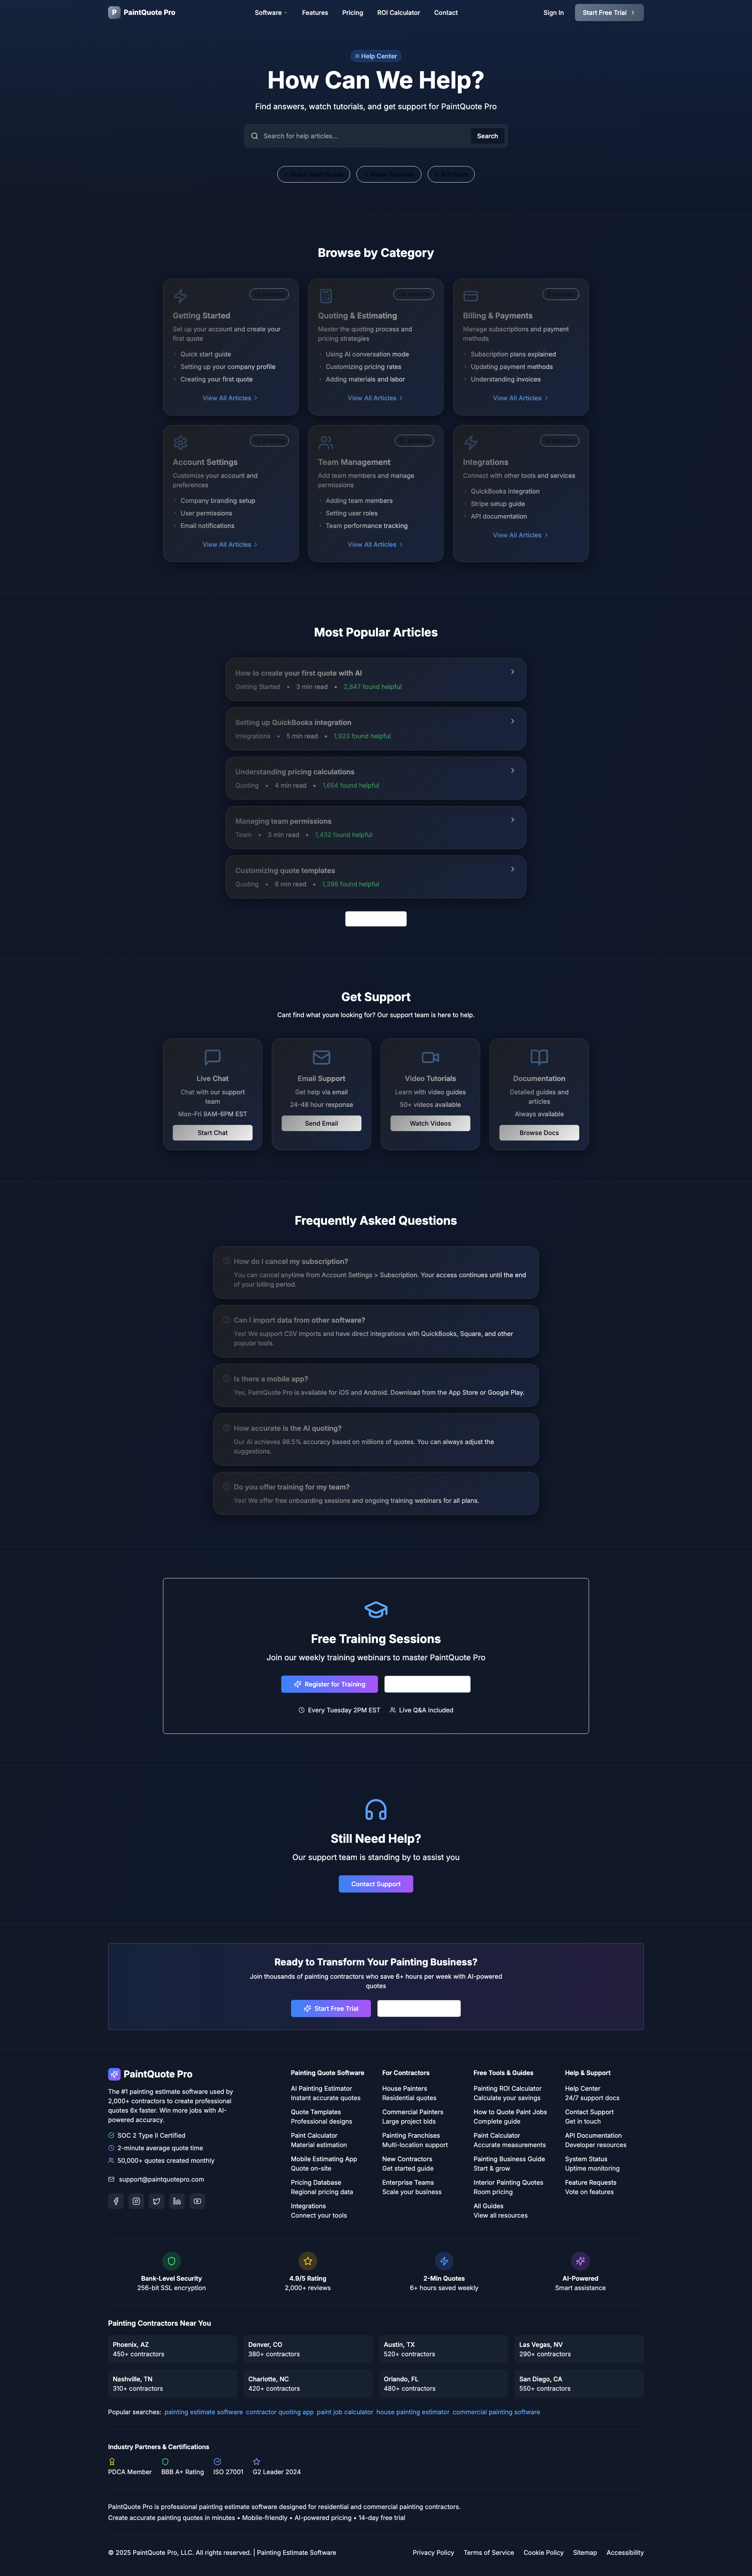 P PaintQuote Pro
Software
Features
Pricing
ROI Calculator
Contact
Sign In
Start Free Trial
Help Center
How Can We Help?
Find answers, watch tutorials, and get support for PaintQuote Pro
Search for help articles...
Search
Browse by Category
Getting Started
Set up your account and create your
first quote
Quick start guide
Setting up your company profile
Creating your first quote
View All Articles
Quoting & Estimating
Master the quoting process and
pricing strategies
Using AI conversation mode
Customizing pricing rates
Adding materials and labor
View All Articles
Billing & Payments
Manage subscriptions and payment
methods
Subscription plans explained
Updating payment methods
Understanding invoices
View All Articles
Account Settings
Customize your account and
preferences
Company branding setup
User permissions
Email notifications
View All Articles
Team Management
Add team members and manage
permissions
Adding team members
Setting user roles
Team performance tracking
View All Articles
Integrations
Connect with other tools and services
QuickBooks integration
Stripe setup guide
API documentation
View All Articles
Most Popular Articles
How to create your first quote with AI
Getting Started • 3 min read • 2,847 found helpful
Setting up QuickBooks integration
Integrations • 5 min read • 1,923 found helpful
Understanding pricing calculations
Quoting • 4 min read • 1,654 found helpful
Managing team permissions
Team • 3 min read • 1,432 found helpful
Customizing quote templates
Quoting • 6 min read • 1,298 found helpful
Get Support
Cant find what youre looking for? Our support team is here to help.
Live Chat
Chat with our support
team
Mon-Fri 9AM-6PM EST
Start Chat
Email Support
Get help via email
24-48 hour response
Send Email
Video Tutorials
Learn with video guides
50+ videos available
Watch Videos
Documentation
Detailed guides and
articles
Always available
Browse Docs
Frequently Asked Questions
How do I cancel my subscription?
You can cancel anytime from Account Settings > Subscription. Your access continues until the end
of your billing period.
Can I import data from other software?
Yes! We support CSV imports and have direct integrations with QuickBooks, Square, and other
popular tools.
Is there a mobile app?
Yes, PaintQuote Pro is available for iOS and Android. Download from the App Store or Google Play.
How accurate is the AI quoting?
Our AI achieves 98.5% accuracy based on millions of quotes. You can always adjust the
suggestions.
Do you offer training for my team?
Yes! We offer free onboarding sessions and ongoing training webinars for all plans.
Free Training Sessions
Join our weekly training webinars to master PaintQuote Pro
Register for Training
Every Tuesday 2PM EST
Live Q&A included
Still Need Help?
Our support team is standing by to assist you
Contact Support
Ready to Transform Your Painting Business?
Join thousands of painting contractors who save 6+ hours per week with AI-powered
quotes
Start Free Trial
PaintQuote Pro
The #1 painting estimate software used by
2,000+ contractors to create professional
quotes 6x faster. Win more jobs with AI-
powered accuracy.
SOC 2 Type II Certified
2-minute average quote time
50,000+ quotes created monthly
support@paintquotepro.com
Painting Quote Software
AI Painting Estimator
Instant accurate quotes
Quote Templates
Professional designs
Paint Calculator
Material estimation
Mobile Estimating App
Quote on-site
Pricing Database
Regional pricing data
Integrations
Connect your tools
For Contractors
House Painters
Residential quotes
Commercial Painters
Large project bids
Painting Franchises
Multi-location support
New Contractors
Get started guide
Enterprise Teams
Scale your business
Free Tools & Guides
Painting ROI Calculator
Calculate your savings
How to Quote Paint Jobs
Complete guide
Paint Calculator
Accurate measurements
Painting Business Guide
Start & grow
Interior Painting Quotes
Room pricing
All Guides
View all resources
Help & Support
Help Center
24/7 support docs
Contact Support
Get in touch
API Documentation
Developer resources
System Status
Uptime monitoring
Feature Requests
Vote on features
Bank-Level Security
256-bit SSL encryption
4.9/5 Rating
2,000+ reviews
2-Min Quotes
6+ hours saved weekly
AI-Powered
Smart assistance
Painting Contractors Near You
Phoenix, AZ
450+ contractors
Denver, CO
380+ contractors
Austin, TX
520+ contractors
Las Vegas, NV
290+ contractors
Nashville, TN
310+ contractors
Charlotte, NC
420+ contractors
Orlando, FL
480+ contractors
San Diego, CA
550+ contractors
Popular searches: painting estimate software contractor quoting app paint job calculator house painting estimator commercial painting software
Industry Partners & Certifications
PDCA Member
BBB A+ Rating
ISO 27001
G2 Leader 2024
PaintQuote Pro is professional painting estimate software designed for residential and commercial painting contractors.
Create accurate painting quotes in minutes • Mobile-friendly • AI-powered pricing • 14-day free trial
© 2025 PaintQuote Pro, LLC. All rights reserved. | Painting Estimate Software
Privacy Policy
Terms of Service
Cookie Policy
Sitemap
Accessibility